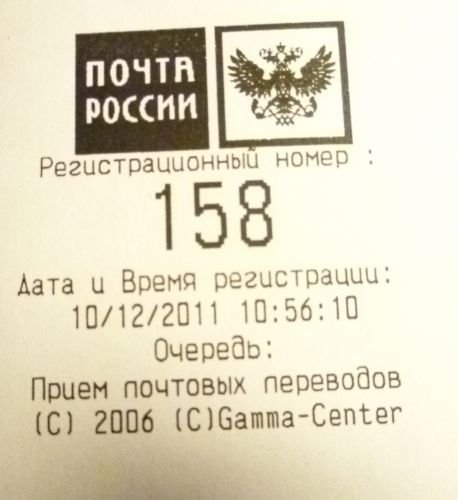 ПОЧТА
РОССИИ
Регистрационный номер :
158
Дата и Время регистрации:
10/12/2011 10:56:10
Очередь:
Прием почтовых переводов
(C) 2006 (C)Gamma-Center